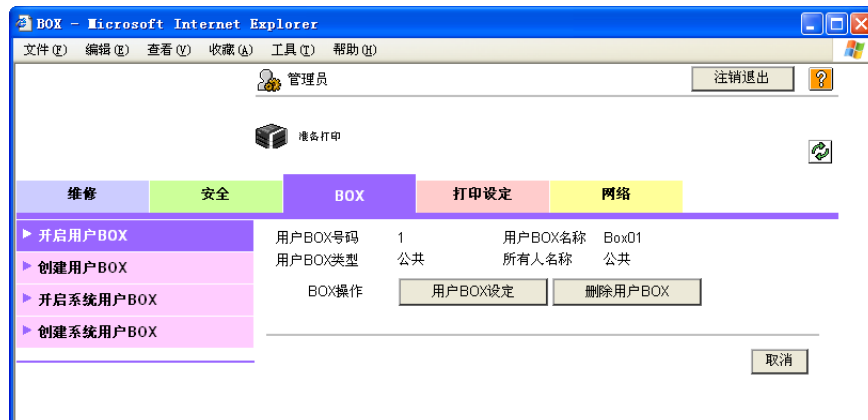 BOX - Microsoft Internet Explorer
文件(F) 编辑(E) 查看(V) 收藏(A) 工具(T) 帮助(H)
管理员 注销退出 ?
准备打印
维修 安全 BOX 打印设定 网络
开启用户BOX
创建用户BOX
开启系统用户BOX
创建系统用户BOX
用户BOX号码 1 用户BOX名称 Box01
用户BOX类型 公共 所有人名称 公共
BOX操作 用户BOX设定 删除用户BOX
取消